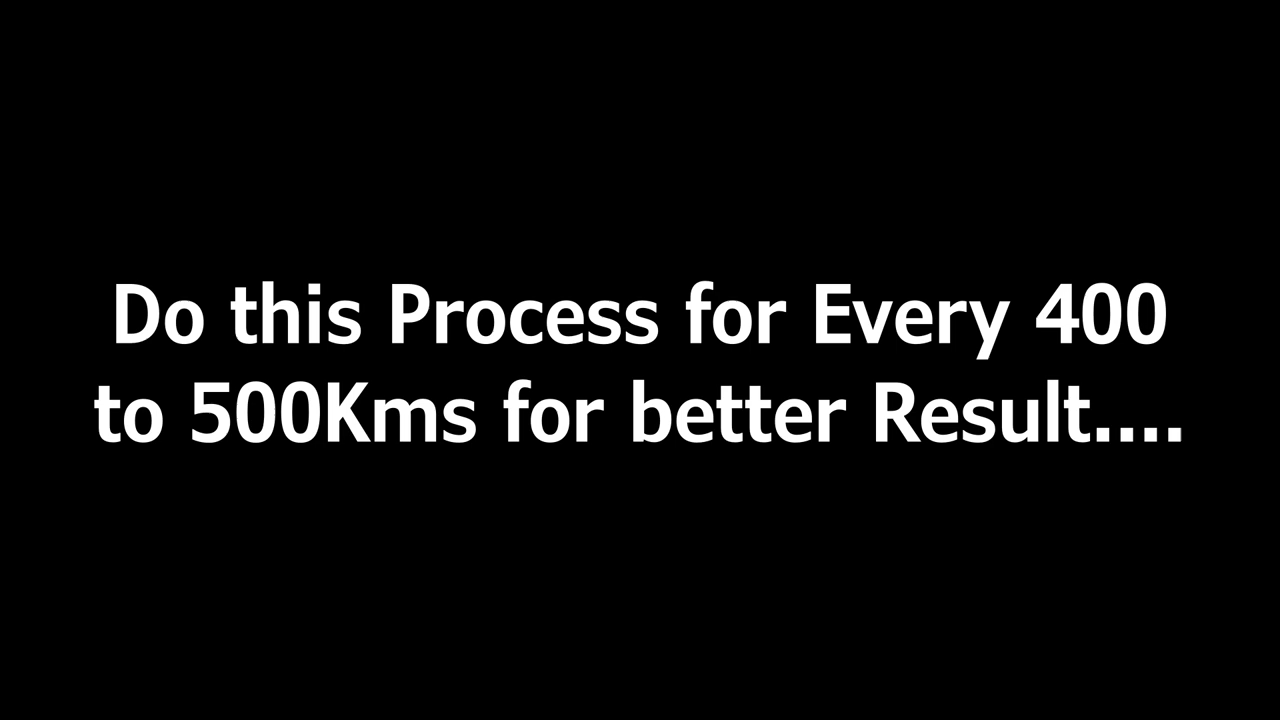 Do this Process for Every 400
to 500Kms for better Result....